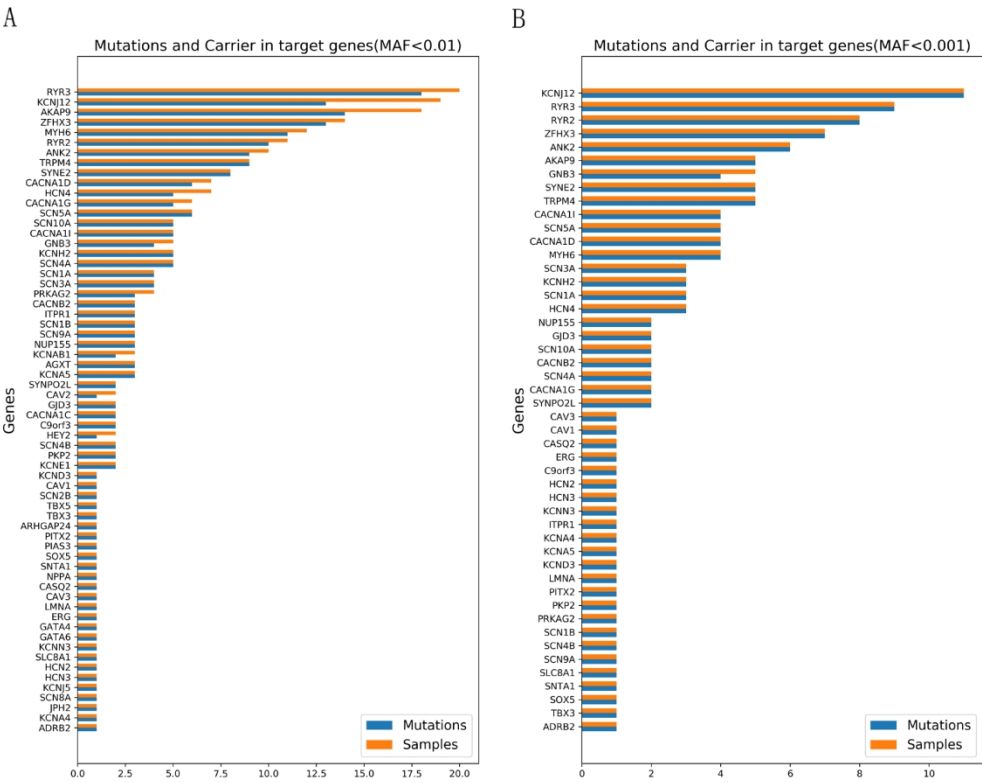 A
Mutations and Carrier in target genes(MAF<0.01)
Genes
RYR3
KCNJ12
AKAP9
ZFHX3
MYH6
RYR2
ANK2
TRPM4
SYNE2
CACNA1D
HCN4
CACNA1G
SCN5A
SCN10A
CACNA1I
GNB3
KCNH2
SCN4A
SCN1A
SCN3A
PRKAG2
CACNB2
ITPR1
SCN1B
SCN9A
NUP155
KCNAB1
AGXT
KCNA5
SYNPO2L
CAV2
GJD3
CACNA1C
C9orf3
HEY2
SCN4B
PKP2
KCNE1
KCND3
CAV1
SCN2B
TBX5
TBX3
ARHGAP24
PITX2
PIAS3
SOX5
SNTA1
NPPA
CASQ2
CAV3
LMNA
ERG
GATA4
GATA6
KCNN3
SLC8A1
HCN2
HCN3
KCNJ5
SCN8A
JPH2
KCNA4
ADRB2
Mutations
Samples
0.0 2.5 5.0 7.5 10.0 12.5 15.0 17.5 20.0
B
Mutations and Carrier in target genes(MAF<0.001)
Genes
KCNJ12
RYR3
RYR2
ZFHX3
ANK2
AKAP9
GNB3
SYNE2
TRPM4
CACNA1I
SCN5A
CACNA1D
MYH6
SCN3A
KCNH2
SCN1A
HCN4
NUP155
GJD3
SCN10A
CACNB2
SCN4A
CACNA1G
SYNPO2L
CAV3
CAV1
CASQ2
ERG
C9orf3
HCN2
HCN3
KCNN3
ITPR1
KCNA4
KCNA5
KCND3
LMNA
PITX2
PKP2
PRKAG2
SCN1B
SCN4B
SCN9A
SLC8A1
SNTA1
SOX5
TBX3
ADRB2
Mutations
Samples
0 2 4 6 8 10